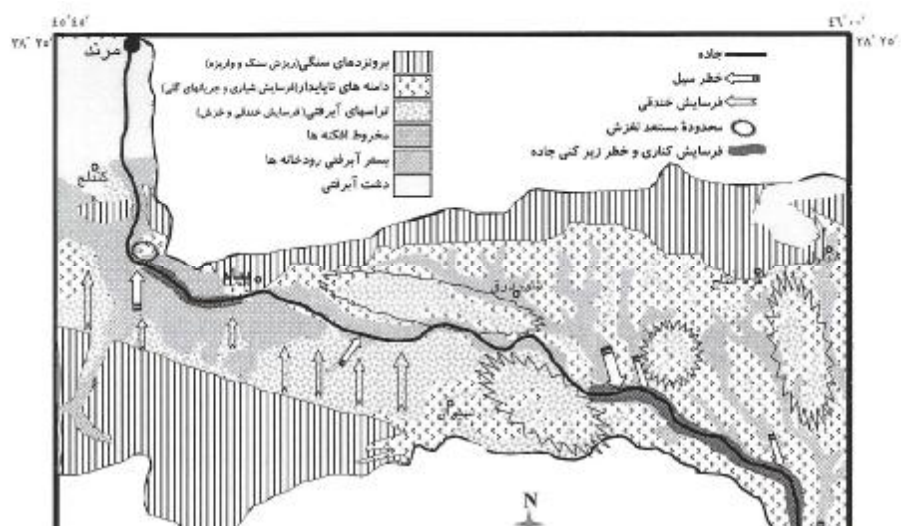 ۴۵°۴۵'
۴۶°۰۰'
۳۸° ۲۵'
۳۸° ۲۵'
مرند
برونزدهای سنگی(ریزش سنگ و واریزه)
دامنه های ناپایدار(فرسایش شیاری و جریانهای گلی)
تراسهای آبرفتی(فرسایش خندقی و خزش)
مخروط افکنه ها
بستر آبرفتی رودخانه ها
دشت آبرفتی
جاده
خطر سیل
فرسایش خندقی
محدودهٔ مستعد لغزش
فرسایش کناری و خطر زیر کنی جاده
N